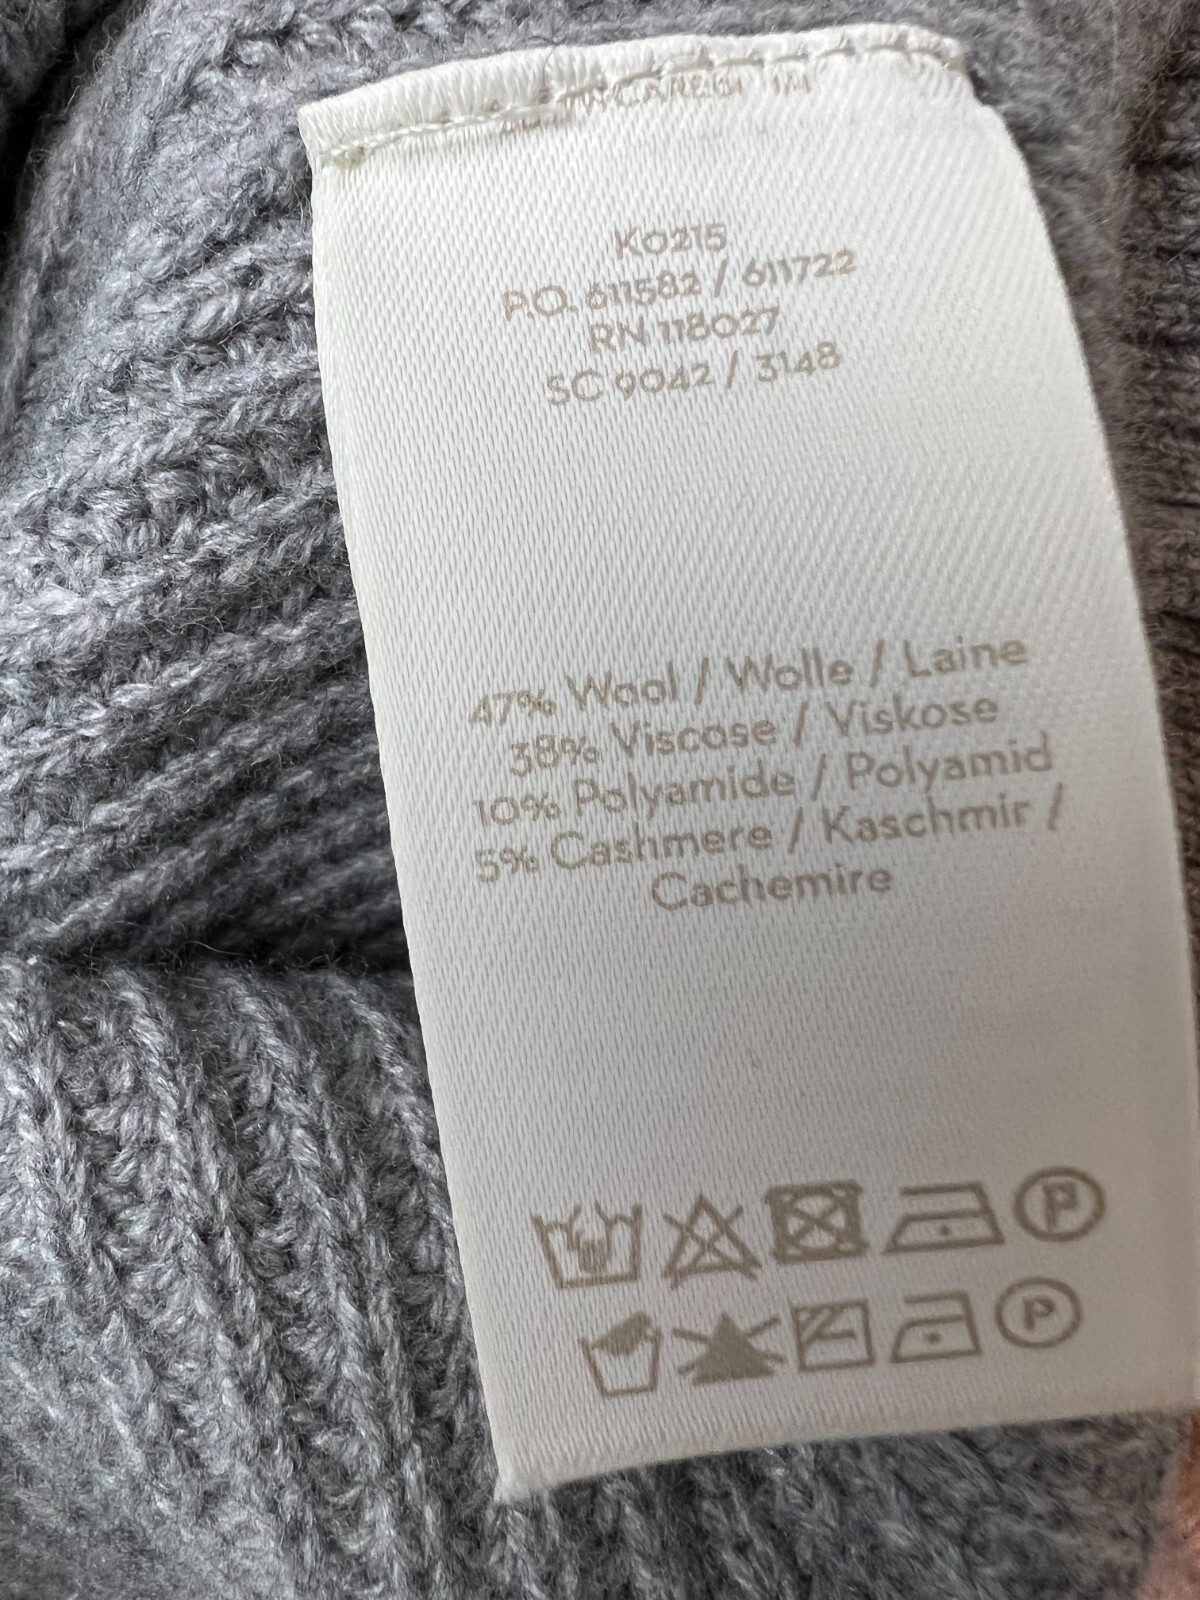 K0215
P.O. 611582 / 611722
RN 118027
SC 9042 / 3148
47% Wool / Wolle / Laine
38% Viscose / Viskose
10% Polyamide / Polyamid
5% Cashmere / Kaschmir /
Cachemire
P
P